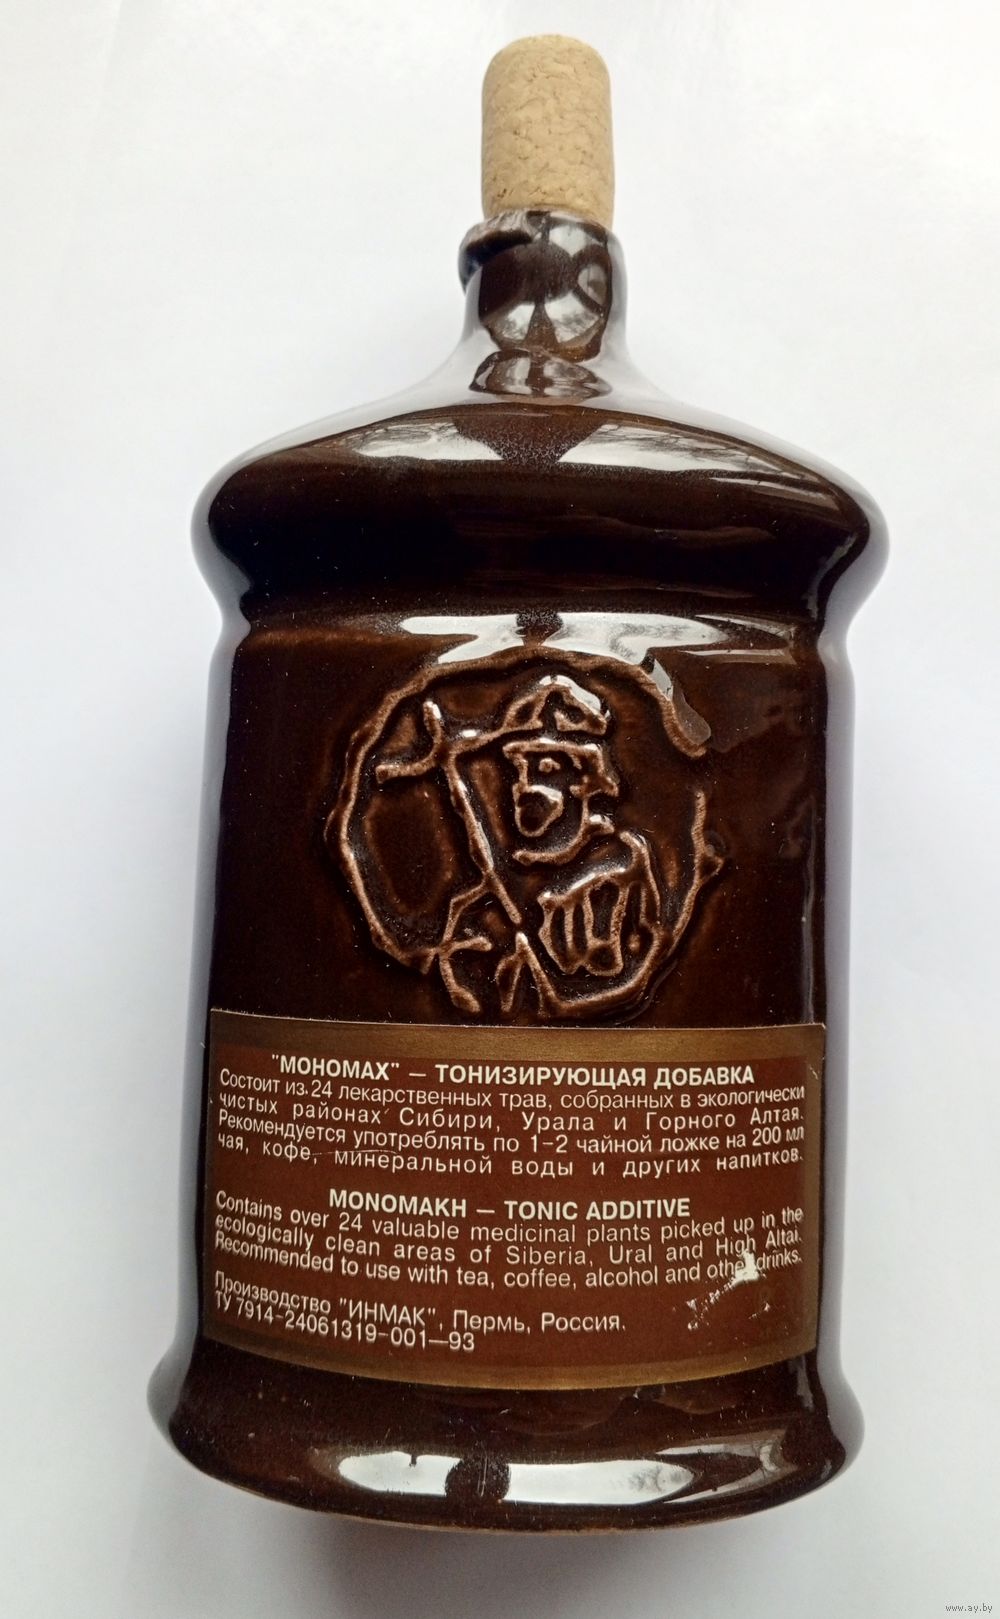 "МОНОМАХ" — ТОНИЗИРУЮЩАЯ ДОБАВКА
Состоит из 24 лекарственных трав, собранных в экологически
чистых районах Сибири, Урала и Горного Алтая.
Рекомендуется употреблять по 1-2 чайной ложке на 200 мл
чая, кофе, минеральной воды и других напитков.
MONOMAKH — TONIC ADDITIVE
Contains over 24 valuable medicinal plants picked up in the
ecologically clean areas of Siberia, Ural and High Altai.
Recommended to use with tea, coffee, alcohol and other drinks.
Производство "ИНМАК", Пермь, Россия.
ТУ 7914-24061319-001—93
www.ay.by